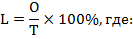 L = O/T × 100%, где: